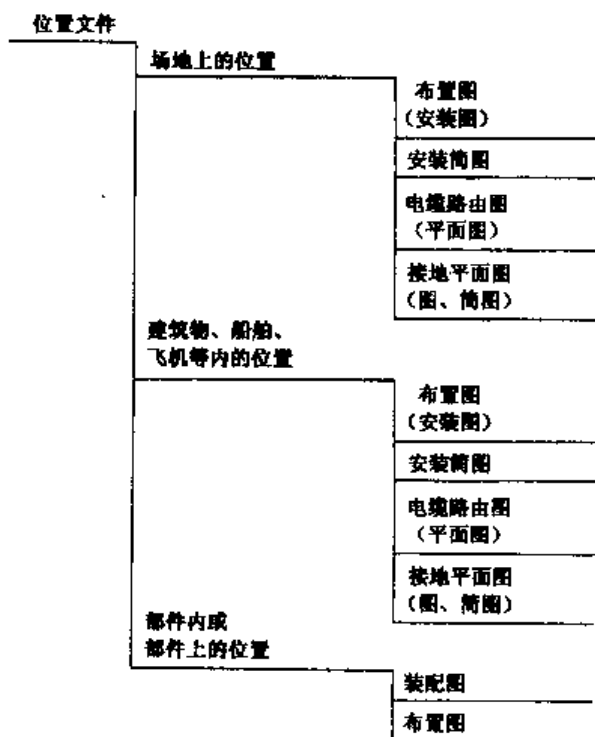 位置文件
场地上的位置
布置图
（安装图）
安装简图
电缆路由图
（平面图）
接地平面图
（图、简图）
建筑物、船舶、
飞机等内的位置
布置图
（安装图）
安装简图
电缆路由图
（平面图）
接地平面图
（图、简图）
部件内或
部件上的位置
装配图
布置图